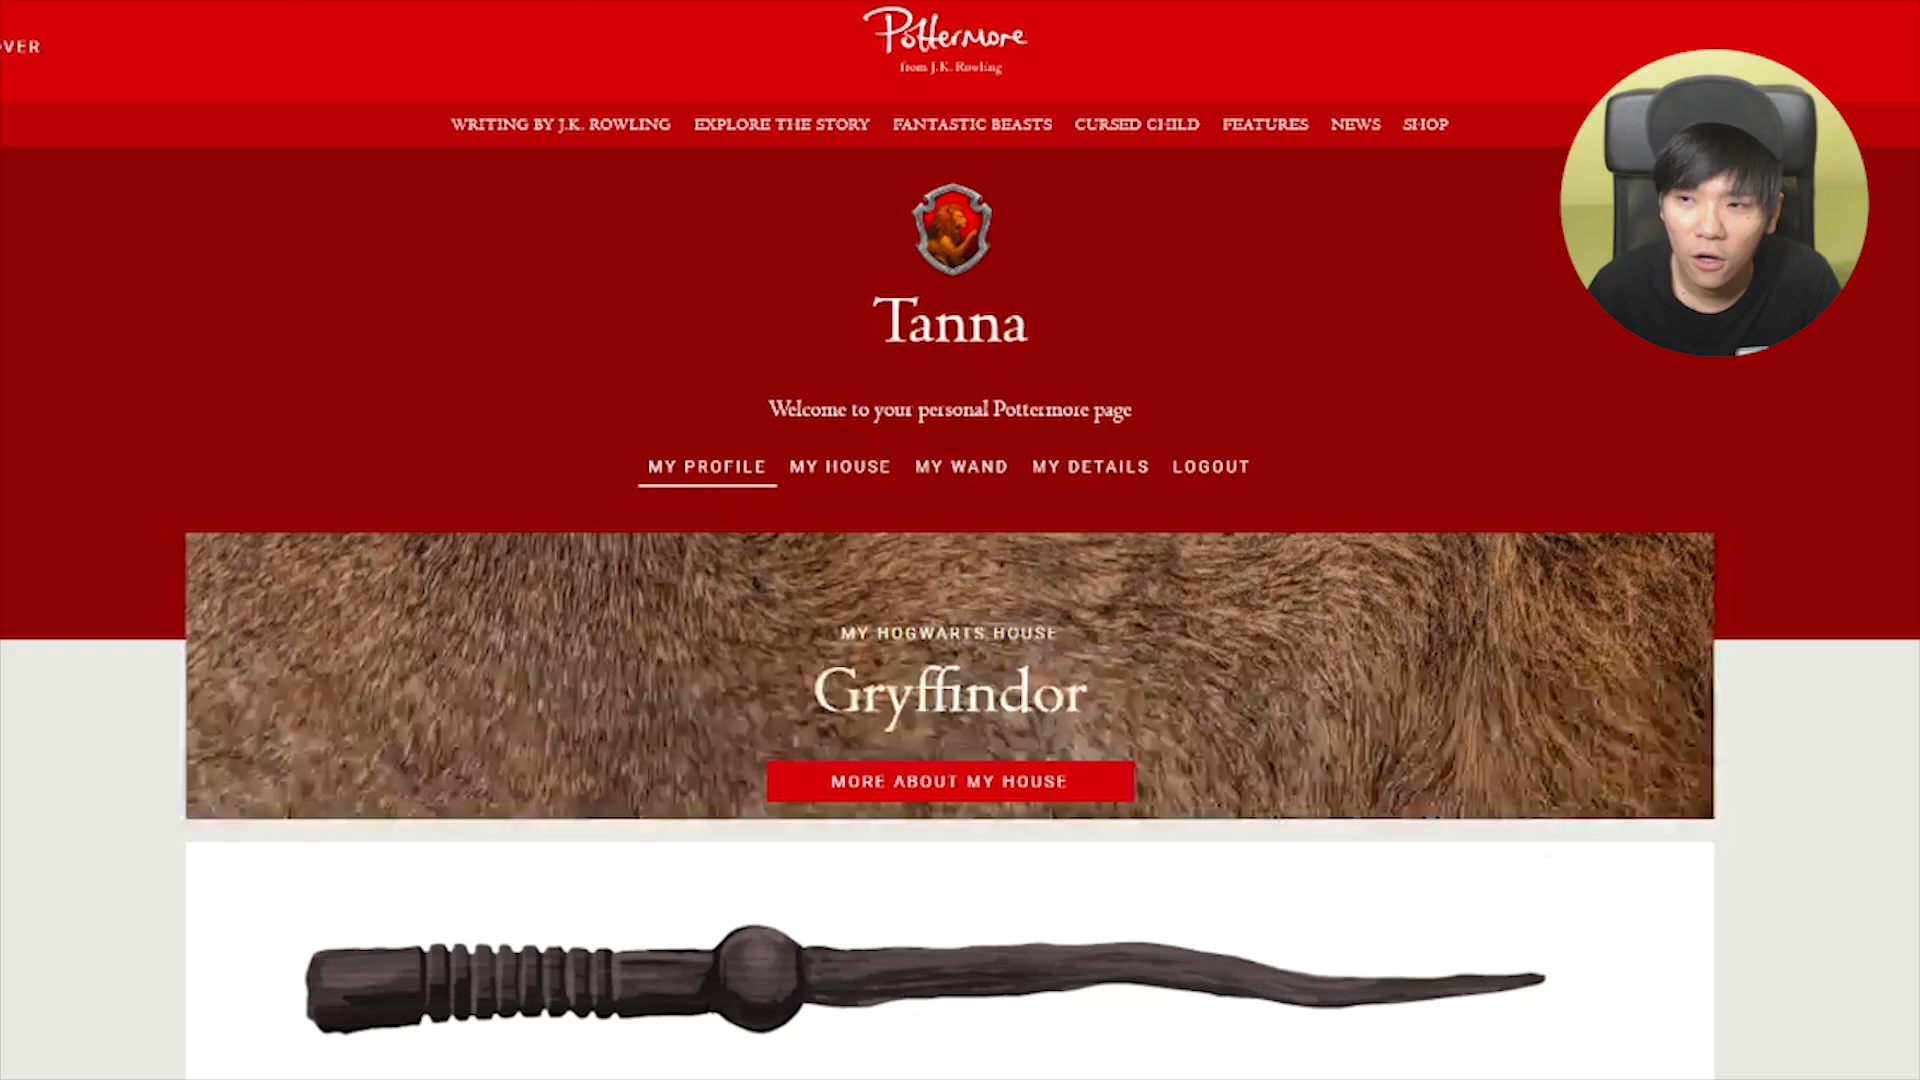 OVER
Pottermore
from J.K. Rowling
WRITING BY J.K. ROWLING EXPLORE THE STORY FANTASTIC BEASTS CURSED CHILD FEATURES NEWS SHOP
Tanna
Welcome to your personal Pottermore page
MY PROFILE MY HOUSE MY WAND MY DETAILS LOGOUT
MY HOGWARTS HOUSE
Gryffindor
MORE ABOUT MY HOUSE